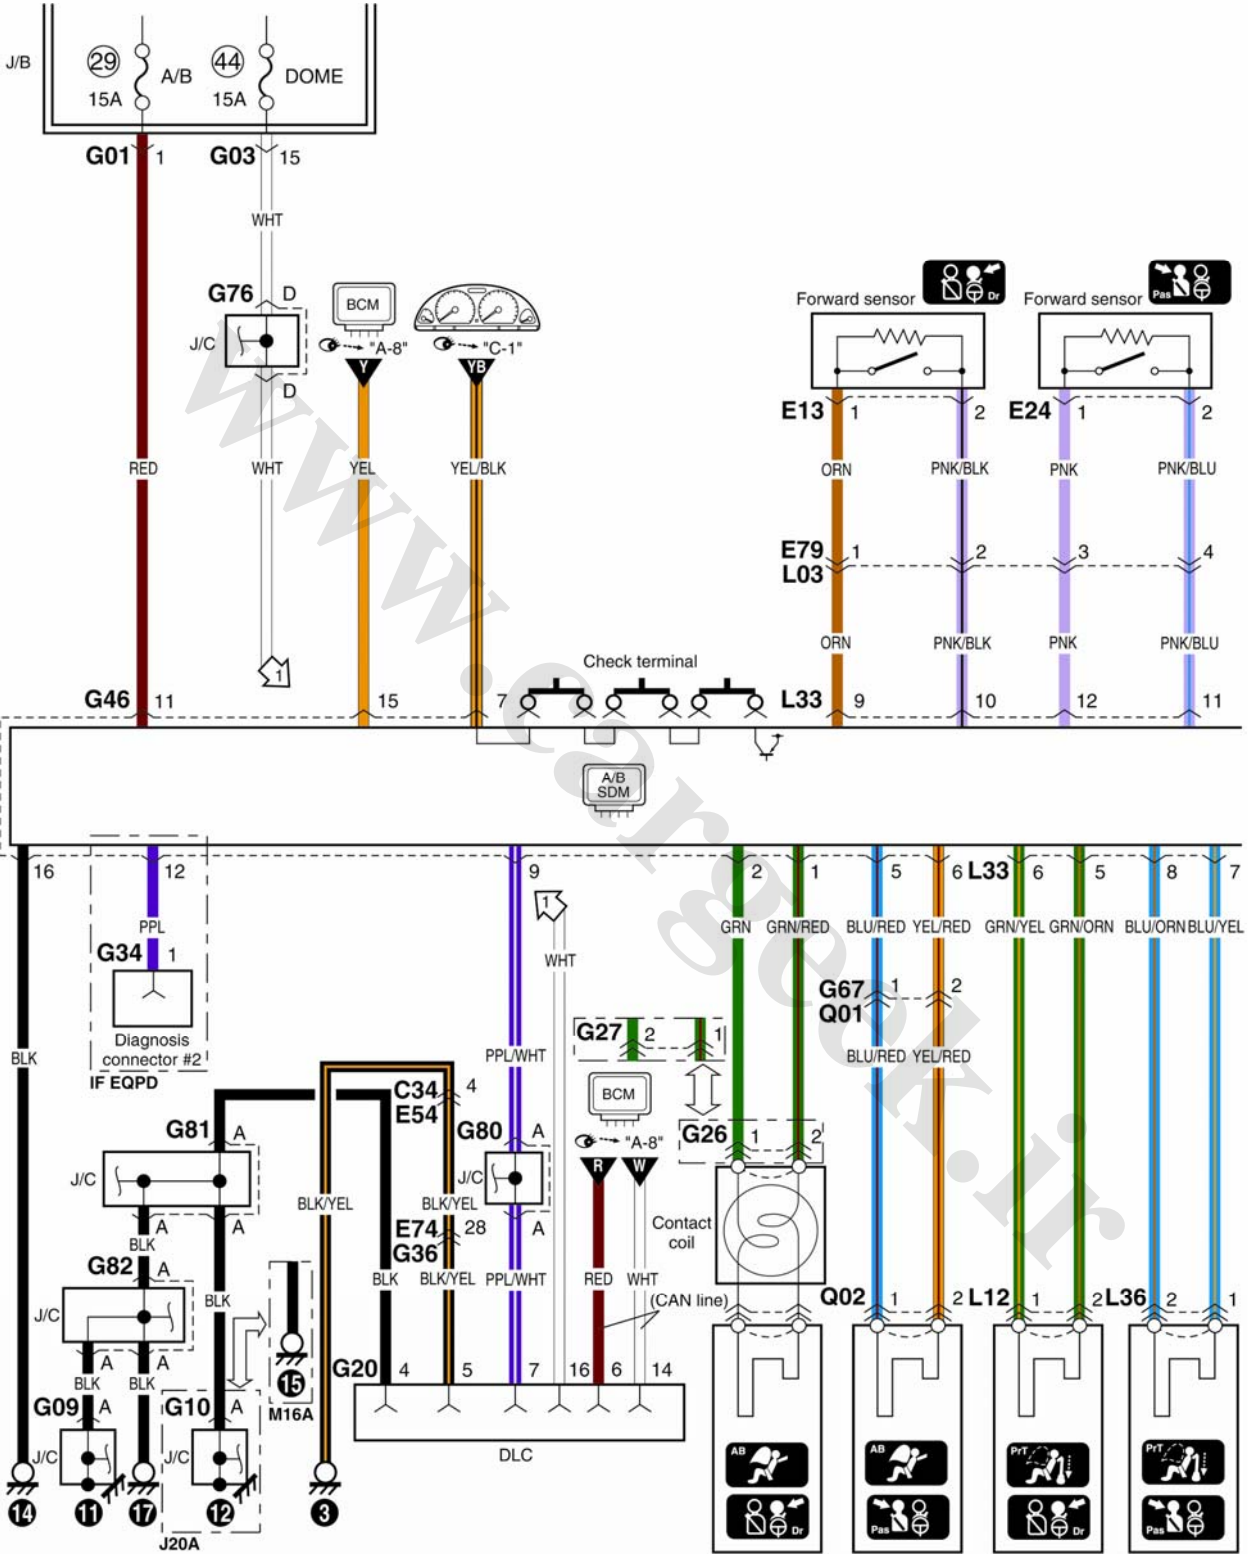 J/B
29 A/B
15A
44 DOME
15A
G01 1
G03 15
WHT
G76 D
J/C
D
BCM
"A-8"
Y
"C-1"
YB
Forward sensor
Dr
Forward sensor
Pas
E13 1 2
E24 1 2
RED WHT YEL YEL/BLK ORN PNK/BLK PNK PNK/BLU
E79 1 2 3 4
L03
ORN PNK/BLK PNK PNK/BLU
1
Check terminal
G46 11 15 7
L33 9 10 12 11
A/B
SDM
16 12 9 2 1 5 6 L33 6 5 8 7
1
PPL
GRN GRN/RED BLU/RED YEL/RED GRN/YEL GRN/ORN BLU/ORN BLU/YEL
G34 1
WHT
G67 1 2
Q01
Diagnosis
connector #2
IF EQPD
BLK
PPL/WHT
G27 2 1
BLU/RED YEL/RED
BCM
"A-8"
R W
C34 4
E54
G81 A
G80 A
G26 1 2
J/C
J/C
A A
A
BLK
BLK/YEL
BLK/YEL
E74 28
G36
Contact
coil
G82 A
BLK
BLK BLK/YEL PPL/WHT RED WHT
(CAN line)
J/C
A A
BLK BLK
15
M16A
Q02 1 2
L12 1 2
L36 2 1
G20 4 5 7 16 6 14
DLC
G09 A
G10 A
J/C
J/C
14 11 17 12 3
J20A
AB
Dr
AB
Pas
PrT
Dr
PrT
Pas
www.cargeek.ir